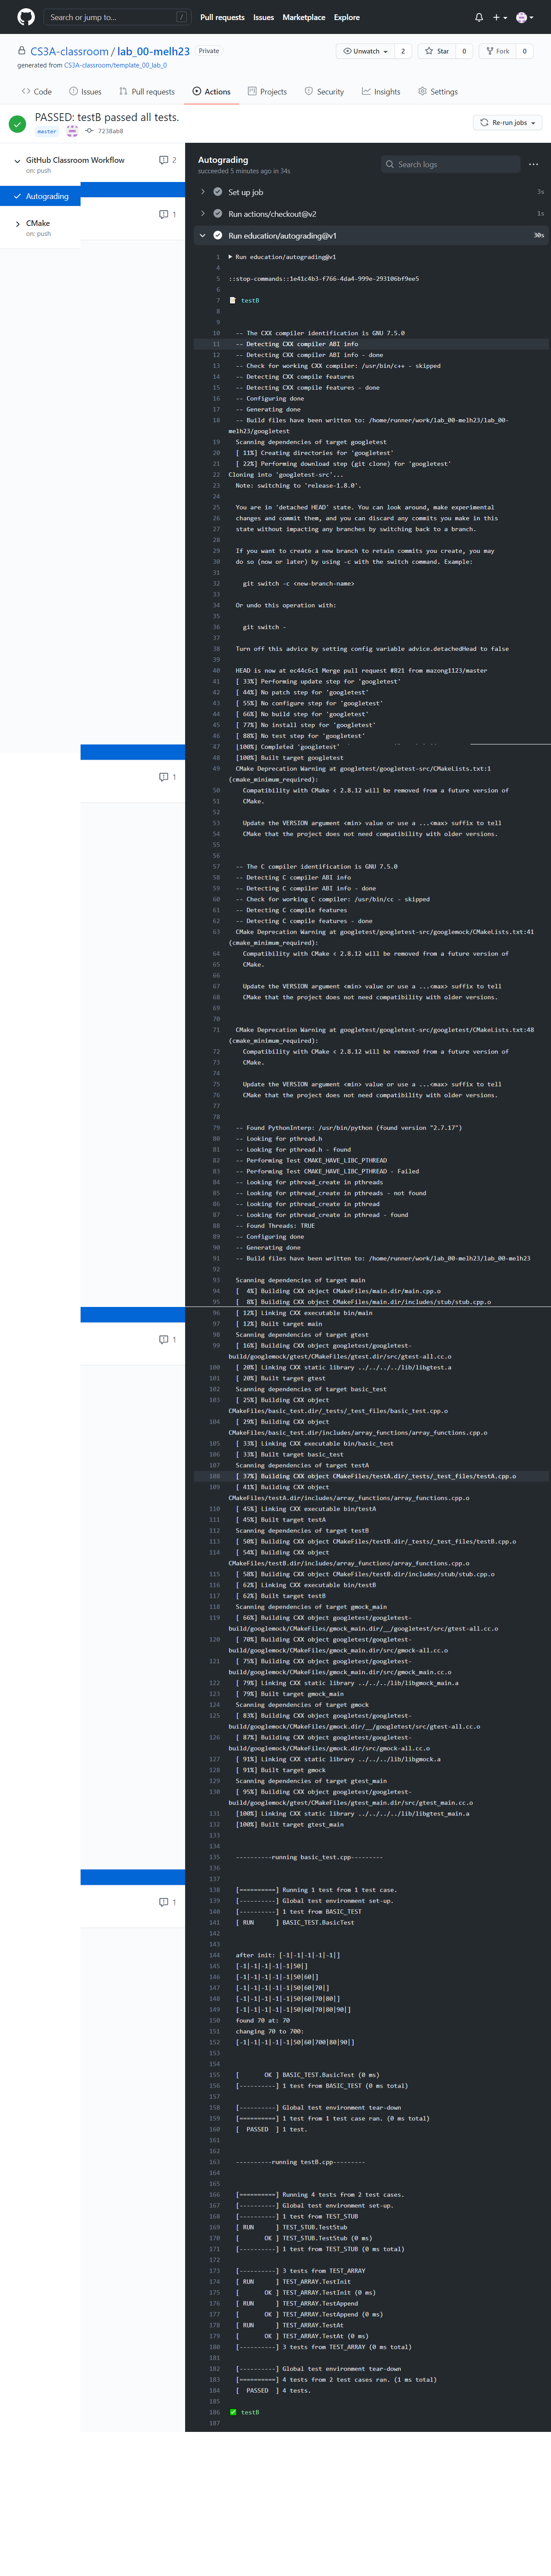 Search or jump to... /
Pull requests Issues Marketplace Explore
CS3A-classroom / lab_00-melh23 Private
generated from CS3A-classroom/template_00_lab_0
Unwatch 2 Star 0 Fork 0
Code Issues Pull requests Actions Projects Security Insights Settings
PASSED: testB passed all tests.
master 7238ab8
Re-run jobs
GitHub Classroom Workflow 2
on: push
Autograding
1
CMake
on: push
1
1
1
Autograding
succeeded 5 minutes ago in 34s
Search logs
Set up job 3s
Run actions/checkout@v2 1s
Run education/autograding@v1 30s
1 Run education/autograding@v1
4
5 ::stop-commands::1e41c4b3-f766-4da4-999e-293106bf9ee5
6
7 📝 testB
8
9
10 -- The CXX compiler identification is GNU 7.5.0
11 -- Detecting CXX compiler ABI info
12 -- Detecting CXX compiler ABI info - done
13 -- Check for working CXX compiler: /usr/bin/c++ - skipped
14 -- Detecting CXX compile features
15 -- Detecting CXX compile features - done
16 -- Configuring done
17 -- Generating done
18 -- Build files have been written to: /home/runner/work/lab_00-melh23/lab_00-
melh23/googletest
19 Scanning dependencies of target googletest
20 [ 11%] Creating directories for 'googletest'
21 [ 22%] Performing download step (git clone) for 'googletest'
22 Cloning into 'googletest-src'...
23 Note: switching to 'release-1.8.0'.
24
25 You are in 'detached HEAD' state. You can look around, make experimental
26 changes and commit them, and you can discard any commits you make in this
27 state without impacting any branches by switching back to a branch.
28
29 If you want to create a new branch to retain commits you create, you may
30 do so (now or later) by using -c with the switch command. Example:
31
32 git switch -c <new-branch-name>
33
34 Or undo this operation with:
35
36 git switch -
37
38 Turn off this advice by setting config variable advice.detachedHead to false
39
40 HEAD is now at ec44c6c1 Merge pull request #821 from mazong1123/master
41 [ 33%] Performing update step for 'googletest'
42 [ 44%] No patch step for 'googletest'
43 [ 55%] No configure step for 'googletest'
44 [ 66%] No build step for 'googletest'
45 [ 77%] No install step for 'googletest'
46 [ 88%] No test step for 'googletest'
47 [100%] Completed 'googletest'
48 [100%] Built target googletest
49 CMake Deprecation Warning at googletest/googletest-src/CMakeLists.txt:1
(cmake_minimum_required):
50 Compatibility with CMake < 2.8.12 will be removed from a future version of
51 CMake.
52
53 Update the VERSION argument <min> value or use a ...<max> suffix to tell
54 CMake that the project does not need compatibility with older versions.
55
56
57 -- The C compiler identification is GNU 7.5.0
58 -- Detecting C compiler ABI info
59 -- Detecting C compiler ABI info - done
60 -- Check for working C compiler: /usr/bin/cc - skipped
61 -- Detecting C compile features
62 -- Detecting C compile features - done
63 CMake Deprecation Warning at googletest/googletest-src/googlemock/CMakeLists.txt:41
(cmake_minimum_required):
64 Compatibility with CMake < 2.8.12 will be removed from a future version of
65 CMake.
66
67 Update the VERSION argument <min> value or use a ...<max> suffix to tell
68 CMake that the project does not need compatibility with older versions.
69
70
71 CMake Deprecation Warning at googletest/googletest-src/googletest/CMakeLists.txt:48
(cmake_minimum_required):
72 Compatibility with CMake < 2.8.12 will be removed from a future version of
73 CMake.
74
75 Update the VERSION argument <min> value or use a ...<max> suffix to tell
76 CMake that the project does not need compatibility with older versions.
77
78
79 -- Found PythonInterp: /usr/bin/python (found version "2.7.17")
80 -- Looking for pthread.h
81 -- Looking for pthread.h - found
82 -- Performing Test CMAKE_HAVE_LIBC_PTHREAD
83 -- Performing Test CMAKE_HAVE_LIBC_PTHREAD - Failed
84 -- Looking for pthread_create in pthreads
85 -- Looking for pthread_create in pthreads - not found
86 -- Looking for pthread_create in pthread
87 -- Looking for pthread_create in pthread - found
88 -- Found Threads: TRUE
89 -- Configuring done
90 -- Generating done
91 -- Build files have been written to: /home/runner/work/lab_00-melh23/lab_00-melh23
92
93 Scanning dependencies of target main
94 [ 4%] Building CXX object CMakeFiles/main.dir/main.cpp.o
95 [ 8%] Building CXX object CMakeFiles/main.dir/includes/stub/stub.cpp.o
96 [ 12%] Linking CXX executable bin/main
97 [ 12%] Built target main
98 Scanning dependencies of target gtest
99 [ 16%] Building CXX object googletest/googletest-
build/googlemock/gtest/CMakeFiles/gtest.dir/src/gtest-all.cc.o
100 [ 20%] Linking CXX static library ../../../../lib/libgtest.a
101 [ 20%] Built target gtest
102 Scanning dependencies of target basic_test
103 [ 25%] Building CXX object
CMakeFiles/basic_test.dir/_tests/_test_files/basic_test.cpp.o
104 [ 29%] Building CXX object
CMakeFiles/basic_test.dir/includes/array_functions/array_functions.cpp.o
105 [ 33%] Linking CXX executable bin/basic_test
106 [ 33%] Built target basic_test
107 Scanning dependencies of target testA
108 [ 37%] Building CXX object CMakeFiles/testA.dir/_tests/_test_files/testA.cpp.o
109 [ 41%] Building CXX object
CMakeFiles/testA.dir/includes/array_functions/array_functions.cpp.o
110 [ 45%] Linking CXX executable bin/testA
111 [ 45%] Built target testA
112 Scanning dependencies of target testB
113 [ 50%] Building CXX object CMakeFiles/testB.dir/_tests/_test_files/testB.cpp.o
114 [ 54%] Building CXX object
CMakeFiles/testB.dir/includes/array_functions/array_functions.cpp.o
115 [ 58%] Building CXX object CMakeFiles/testB.dir/includes/stub/stub.cpp.o
116 [ 62%] Linking CXX executable bin/testB
117 [ 62%] Built target testB
118 Scanning dependencies of target gmock_main
119 [ 66%] Building CXX object googletest/googletest-
build/googlemock/CMakeFiles/gmock_main.dir/__/googletest/src/gtest-all.cc.o
120 [ 70%] Building CXX object googletest/googletest-
build/googlemock/CMakeFiles/gmock_main.dir/src/gmock-all.cc.o
121 [ 75%] Building CXX object googletest/googletest-
build/googlemock/CMakeFiles/gmock_main.dir/src/gmock_main.cc.o
122 [ 79%] Linking CXX static library ../../../lib/libgmock_main.a
123 [ 79%] Built target gmock_main
124 Scanning dependencies of target gmock
125 [ 83%] Building CXX object googletest/googletest-
build/googlemock/CMakeFiles/gmock.dir/__/googletest/src/gtest-all.cc.o
126 [ 87%] Building CXX object googletest/googletest-
build/googlemock/CMakeFiles/gmock.dir/src/gmock-all.cc.o
127 [ 91%] Linking CXX static library ../../../lib/libgmock.a
128 [ 91%] Built target gmock
129 Scanning dependencies of target gtest_main
130 [ 95%] Building CXX object googletest/googletest-
build/googlemock/gtest/CMakeFiles/gtest_main.dir/src/gtest_main.cc.o
131 [100%] Linking CXX static library ../../../../lib/libgtest_main.a
132 [100%] Built target gtest_main
133
134
135 ----------running basic_test.cpp---------
136
137
138 [==========] Running 1 test from 1 test case.
139 [----------] Global test environment set-up.
140 [----------] 1 test from BASIC_TEST
141 [ RUN      ] BASIC_TEST.BasicTest
142
143
144 after init: [-1|-1|-1|-1|-1|]
145 [-1|-1|-1|-1|-1|50|]
146 [-1|-1|-1|-1|-1|50|60|]
147 [-1|-1|-1|-1|-1|50|60|70|]
148 [-1|-1|-1|-1|-1|50|60|70|80|]
149 [-1|-1|-1|-1|-1|50|60|70|80|90|]
150 found 70 at: 70
151 changing 70 to 700:
152 [-1|-1|-1|-1|-1|50|60|700|80|90|]
153
154
155 [       OK ] BASIC_TEST.BasicTest (0 ms)
156 [----------] 1 test from BASIC_TEST (0 ms total)
157
158 [----------] Global test environment tear-down
159 [==========] 1 test from 1 test case ran. (0 ms total)
160 [  PASSED  ] 1 test.
161
162
163 ----------running testB.cpp---------
164
165
166 [==========] Running 4 tests from 2 test cases.
167 [----------] Global test environment set-up.
168 [----------] 1 test from TEST_STUB
169 [ RUN      ] TEST_STUB.TestStub
170 [       OK ] TEST_STUB.TestStub (0 ms)
171 [----------] 1 test from TEST_STUB (0 ms total)
172
173 [----------] 3 tests from TEST_ARRAY
174 [ RUN      ] TEST_ARRAY.TestInit
175 [       OK ] TEST_ARRAY.TestInit (0 ms)
176 [ RUN      ] TEST_ARRAY.TestAppend
177 [       OK ] TEST_ARRAY.TestAppend (0 ms)
178 [ RUN      ] TEST_ARRAY.TestAt
179 [       OK ] TEST_ARRAY.TestAt (0 ms)
180 [----------] 3 tests from TEST_ARRAY (0 ms total)
181
182 [----------] Global test environment tear-down
183 [==========] 4 tests from 2 test cases ran. (1 ms total)
184 [  PASSED  ] 4 tests.
185
186 ✅ testB
187